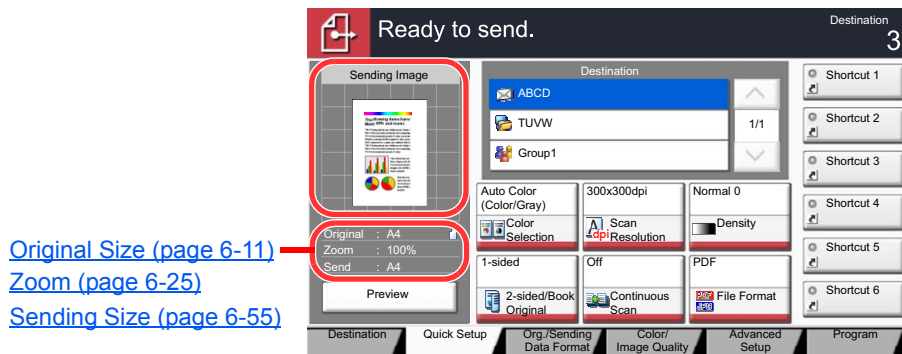 Ready to send.
Destination
3
Sending Image
Destination
ABCD
TUVW
Group1
1/1
Shortcut 1
Shortcut 2
Shortcut 3
Shortcut 4
Shortcut 5
Shortcut 6
Original : A4
Zoom : 100%
Send : A4
Preview
Auto Color
(Color/Gray)
Color
Selection
300x300dpi
Scan
Resolution
Normal 0
Density
1-sided
2-sided/Book
Original
Off
Continuous
Scan
PDF
File Format
Original Size (page 6-11)
Zoom (page 6-25)
Sending Size (page 6-55)
Destination
Quick Setup
Org./Sending
Data Format
Color/
Image Quality
Advanced
Setup
Program